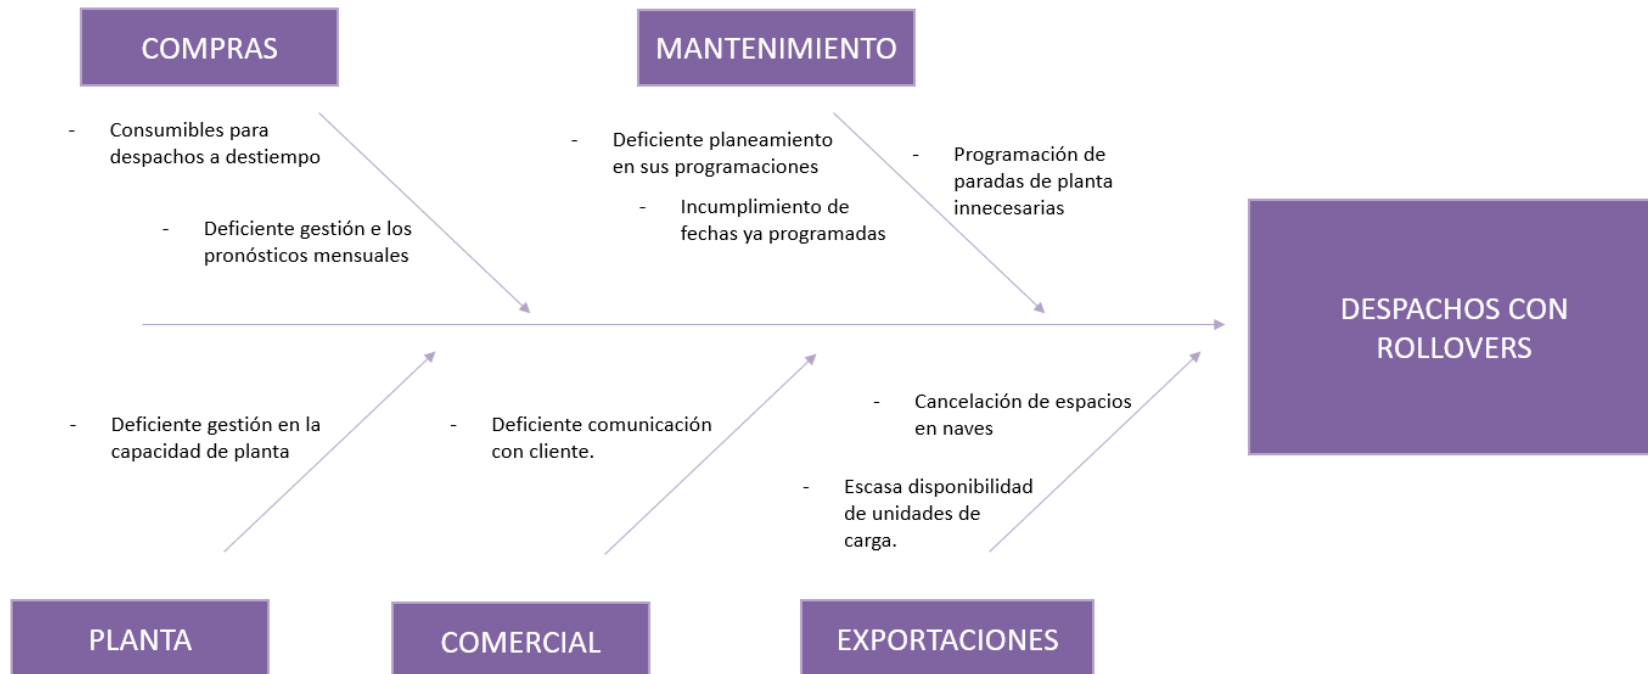 COMPRAS
MANTENIMIENTO
- Consumibles para
despachos a destiempo
- Deficiente gestión e los
pronósticos mensuales
- Deficiente planeamiento
en sus programaciones
- Incumplimiento de
fechas ya programadas
- Programación de
paradas de planta
innecesarias
DESPACHOS CON
ROLLOVERS
- Deficiente gestión en la
capacidad de planta
- Deficiente comunicación
con cliente.
- Cancelación de espacios
en naves
- Escasa disponibilidad
de unidades de
carga.
PLANTA
COMERCIAL
EXPORTACIONES